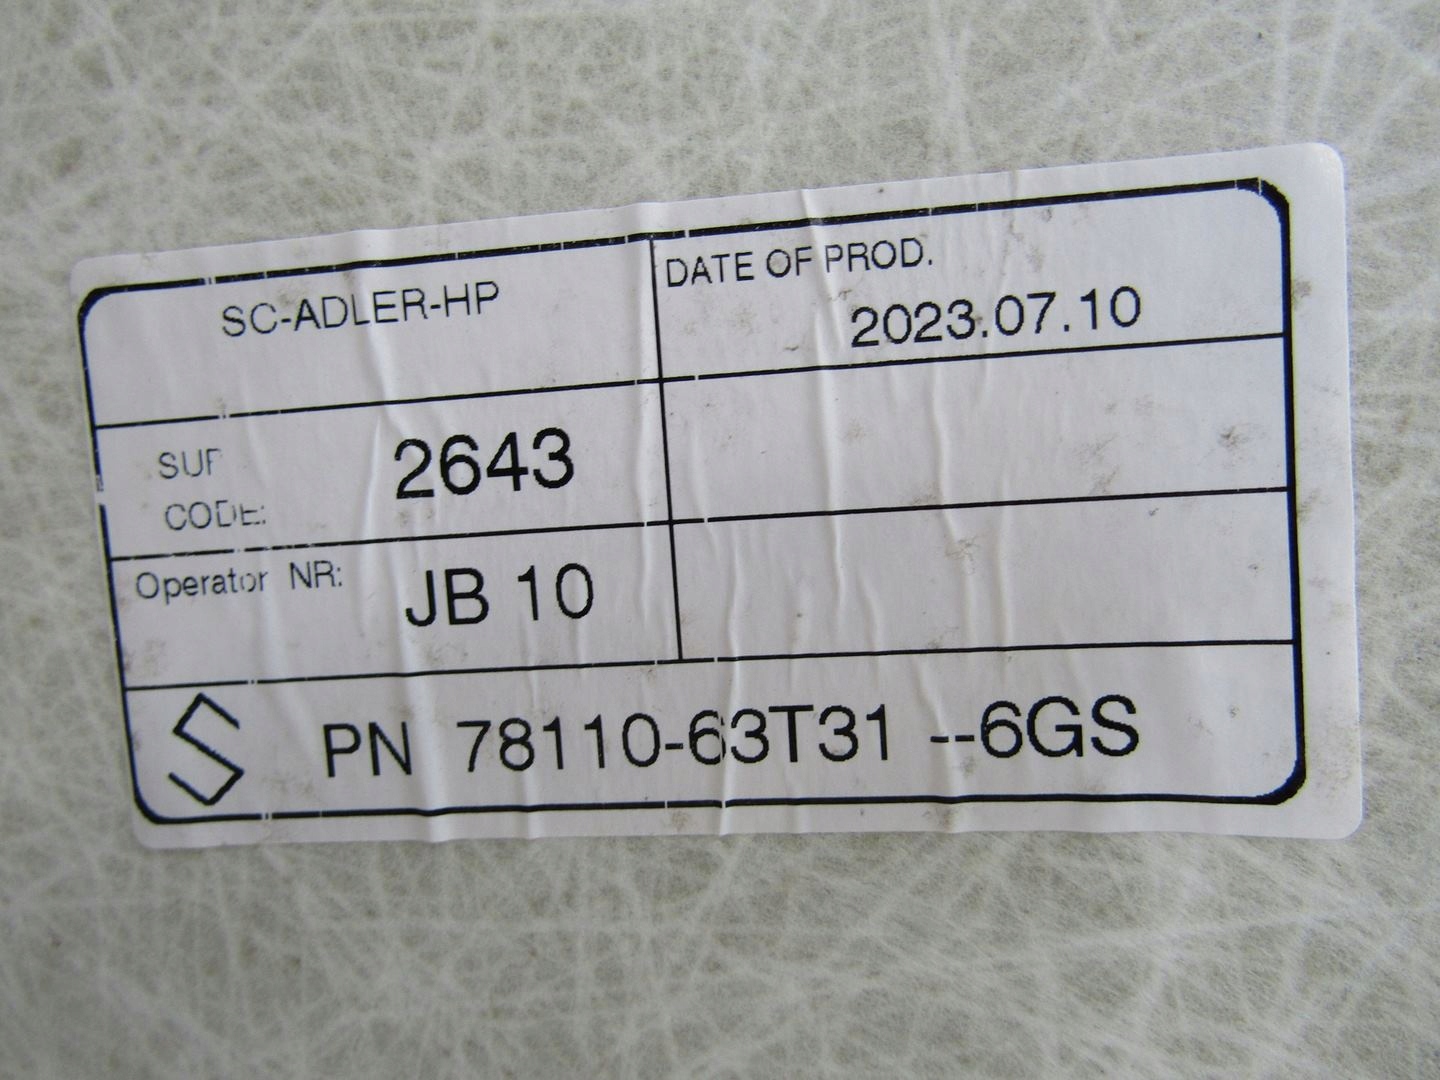 SC-ADLER-HP
DATE OF PROD.
2023.07.10
SUP
CODE:
2643
Operator NR:
JB 10
PN 78110-63T31 --6GS